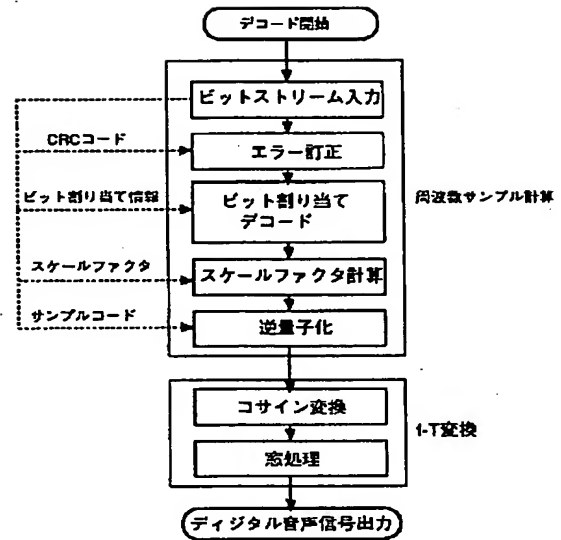 デコード開始
ビットストリーム入力
CRCコード
エラー訂正
ビット割り当て情報
ビット割り当て
デコード
周波数サンプル計算
スケールファクタ
スケールファクタ計算
サンプルコード
逆量子化
コサイン変換
f-T変換
窓処理
ディジタル音声信号出力